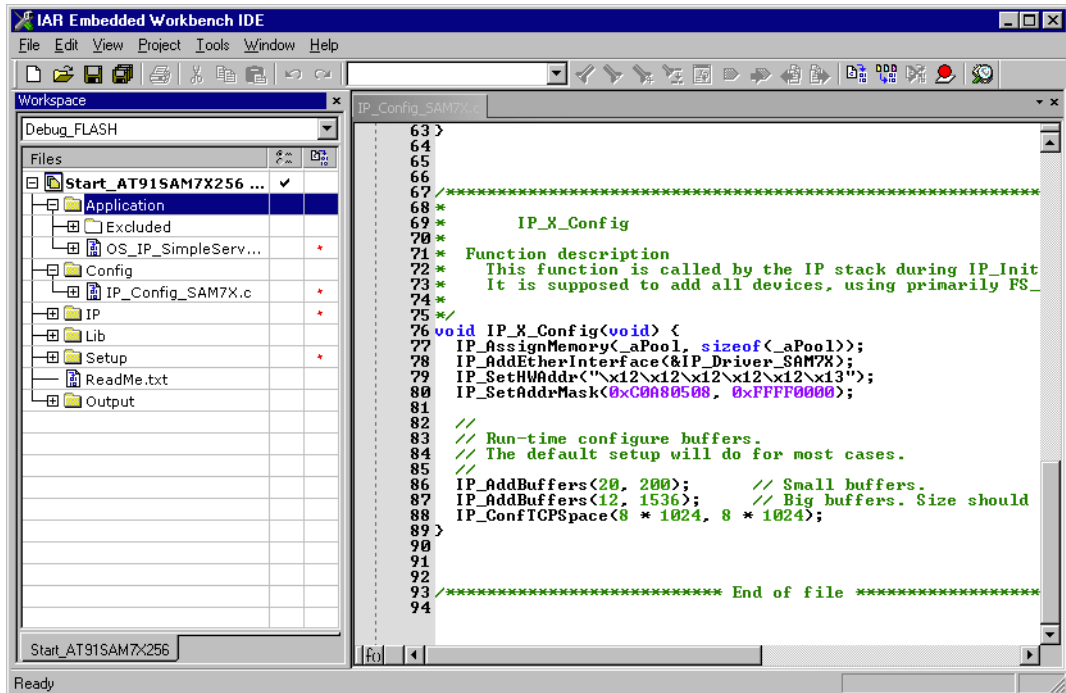 IAR Embedded Workbench IDE
File Edit View Project Tools Window Help
Workspace
Debug_FLASH
Files
Start_AT91SAM7X256 ...
Application
Excluded
OS_IP_SimpleServ...
Config
IP_Config_SAM7X.c
IP
Lib
Setup
ReadMe.txt
Output
Start_AT91SAM7X256
IP_Config_SAM7X.c
63 }
64
65
66
67 /*************************************************************
68 *
69 *       IP_X_Config
70 *
71 *  Function description
72 *    This function is called by the IP stack during IP_Init
73 *    It is supposed to add all devices, using primarily FS_
74 *
75 */
76 void IP_X_Config(void) {
77   IP_AssignMemory(_aPool, sizeof(_aPool));
78   IP_AddEtherInterface(&IP_Driver_SAM7X);
79   IP_SetHWAddr("\x12\x12\x12\x12\x12\x13");
80   IP_SetAddrMask(0xC0A80508, 0xFFFF0000);
81
82   //
83   // Run-time configure buffers.
84   // The default setup will do for most cases.
85   //
86   IP_AddBuffers(20, 200);      // Small buffers.
87   IP_AddBuffers(12, 1536);     // Big buffers. Size should
88   IP_ConfTCPSpace(8 * 1024, 8 * 1024);
89 }
90
91
92
93 /*************************** End of file ********************
94
fo
Ready